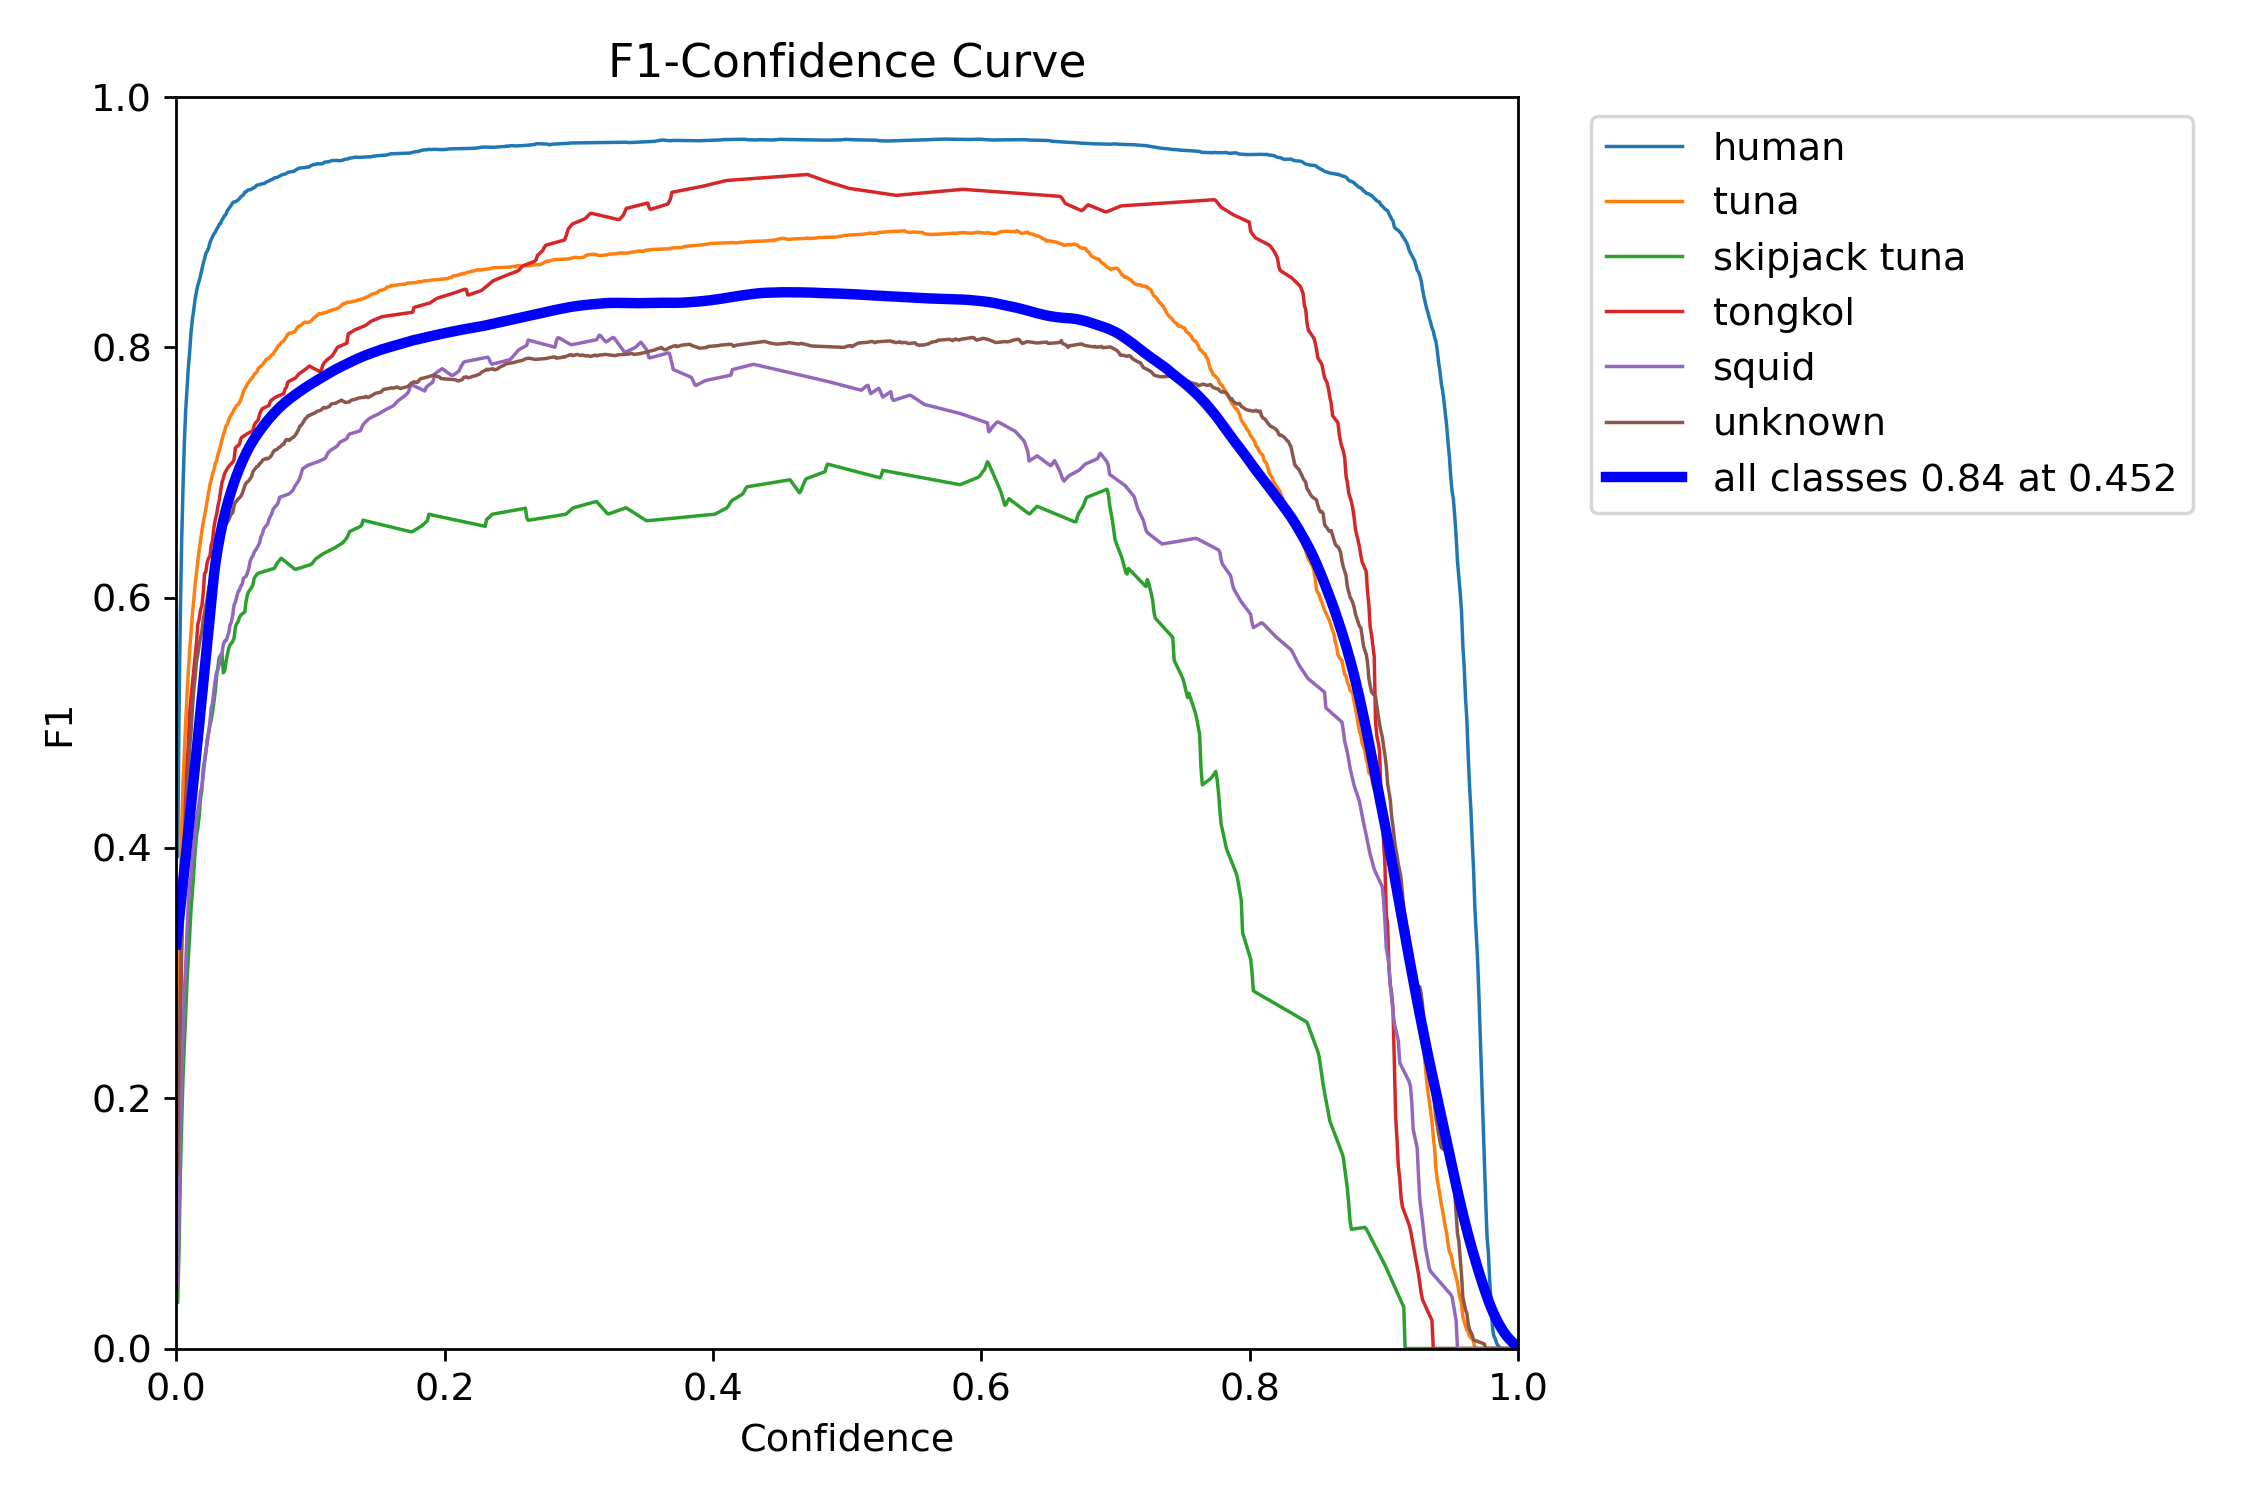 F1-Confidence Curve
1.0
0.8
0.6
0.4
0.2
0.0
F1
0.0 0.2 0.4 0.6 0.8 1.0
Confidence
human
tuna
skipjack tuna
tongkol
squid
unknown
all classes 0.84 at 0.452